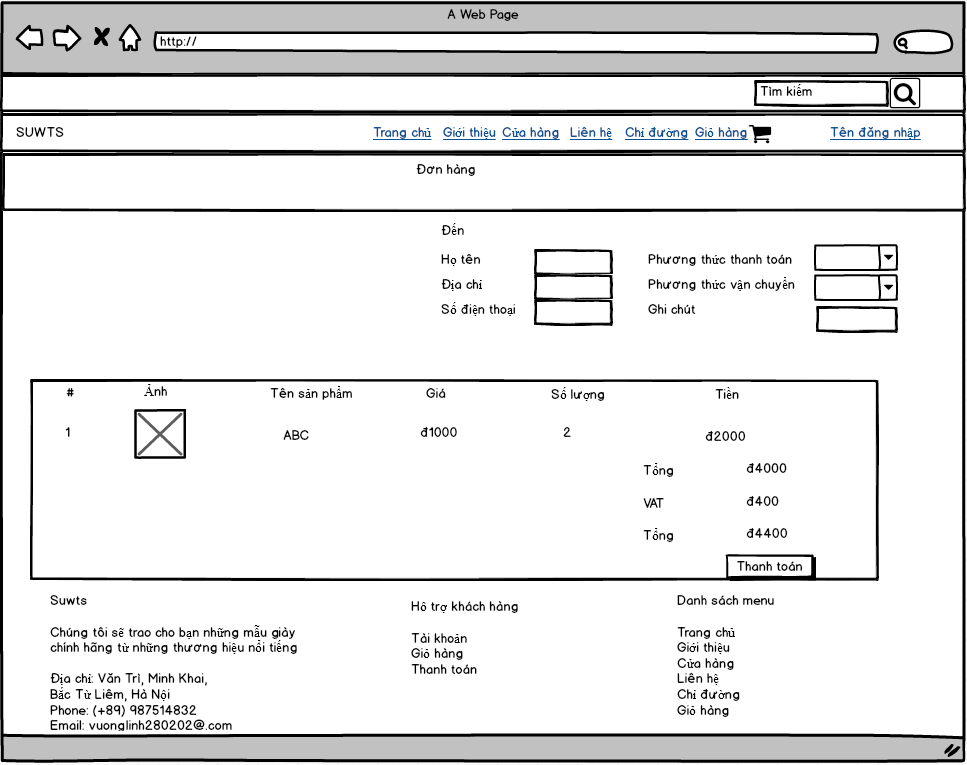 A Web Page
http://
Tìm kiếm
SUWTS
Trang chủ Giới thiệu Cửa hàng Liên hệ Chỉ đường Giỏ hàng Tên đăng nhập
Đơn hàng
Đến
Họ tên
Địa chỉ
Số điện thoại
Phương thức thanh toán
Phương thức vận chuyển
Ghi chút
# Ảnh Tên sản phẩm Giá Số lượng Tiền
1 ABC đ1000 2 đ2000
Tổng đ4000
VAT đ400
Tổng đ4400
Thanh toán
Suwts
Chúng tôi sẽ trao cho bạn những mẫu giày
chính hãng từ những thương hiệu nổi tiếng
Địa chỉ: Văn Trì, Minh Khai,
Bắc Từ Liêm, Hà Nội
Phone: (+89) 987514832
Email: vuonglinh280202@.com
Hỗ trợ khách hàng
Tài khoản
Giỏ hàng
Thanh toán
Danh sách menu
Trang chủ
Giới thiệu
Cửa hàng
Liên hệ
Chỉ đường
Giỏ hàng